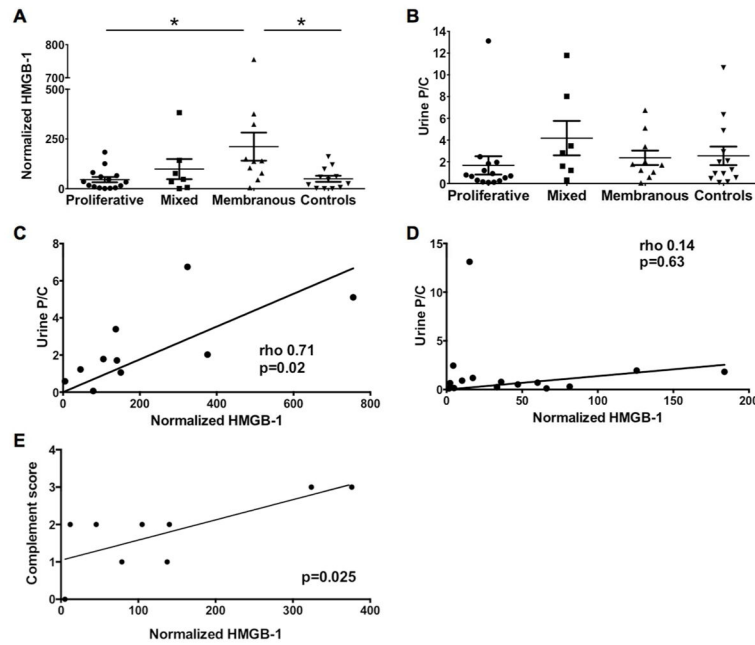 A
*
*
Normalized HMGB-1
800
700
500
250
0
Proliferative Mixed Membranous Controls
B
Urine P/C
14
12
10
8
6
4
2
0
Proliferative Mixed Membranous Controls
C
Urine P/C
8
6
4
2
0
rho 0.71
p=0.02
0 200 400 600 800
Normalized HMGB-1
D
Urine P/C
15
10
5
0
rho 0.14
p=0.63
0 50 100 150 200
Normalized HMGB-1
E
Complement score
4
3
2
1
0
p=0.025
0 100 200 300 400
Normalized HMGB-1